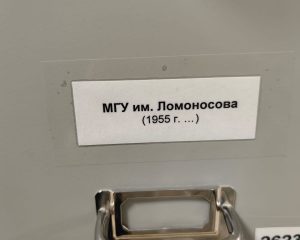 МГУ им. Ломоносова
(1955 г. ...)